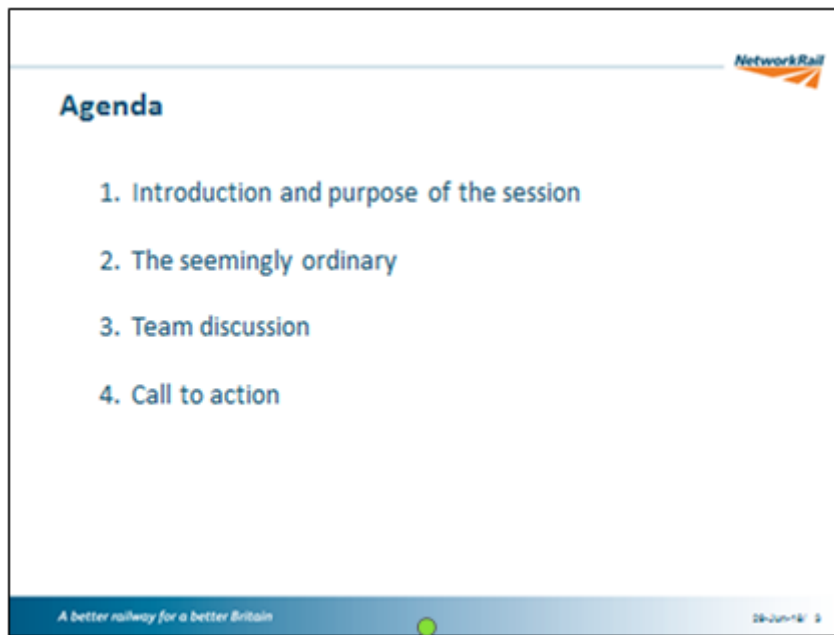 NetworkRail
Agenda
1. Introduction and purpose of the session
2. The seemingly ordinary
3. Team discussion
4. Call to action
A better railway for a better Britain